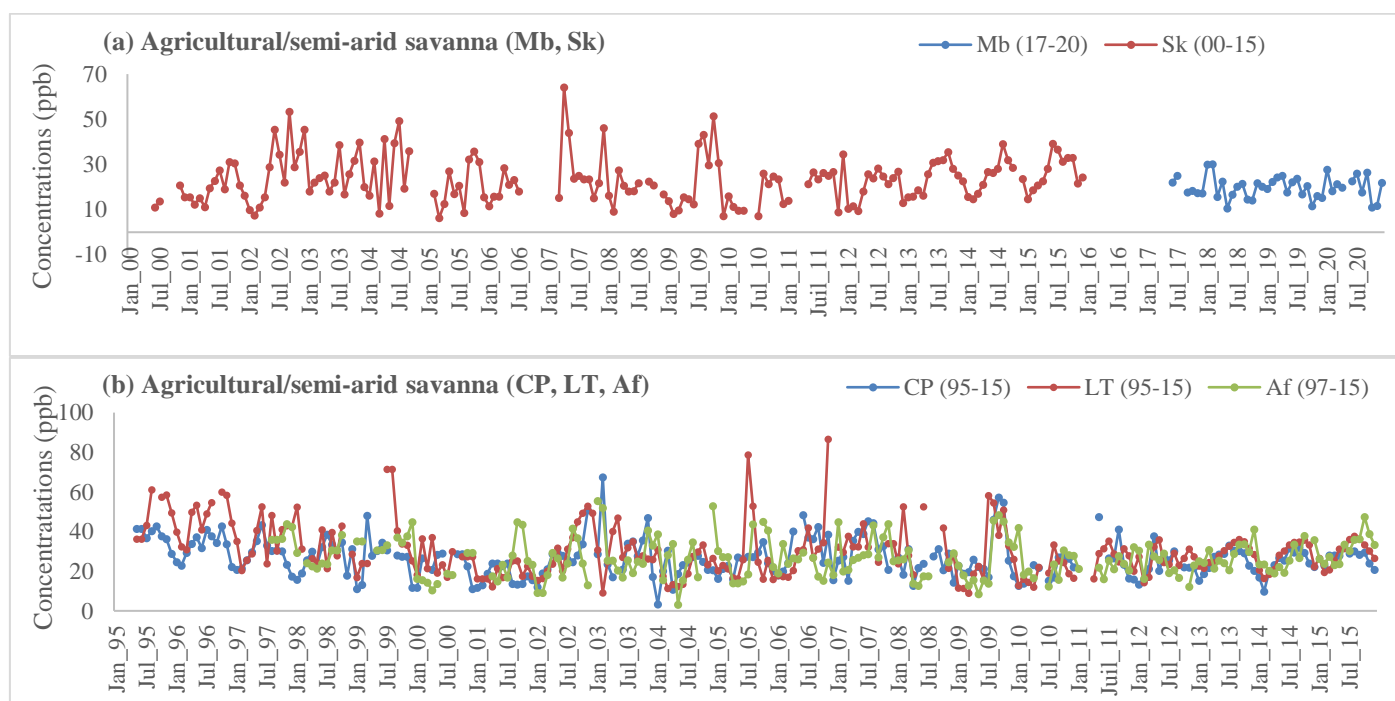 (a) Agricultural/semi-arid savanna (Mb, Sk)
Mb (17-20)
Sk (00-15)
Concentrations (ppb)
70
50
30
10
-10
Jan_00
Jul_00
Jan_01
Jul_01
Jan_02
Jul_02
Jan_03
Jul_03
Jan_04
Jul_04
Jan_05
Jul_05
Jan_06
Jul_06
Jan_07
Jul_07
Jan_08
Jul_08
Jan_09
Jul_09
Jan_10
Jul_10
Jan_11
Juil_11
Jan_12
Jul_12
Jan_13
Jul_13
Jan_14
Jul_14
Jan_15
Jul_15
Jan_16
Jul_16
Jan_17
Jul_17
Jan_18
Jul_18
Jan_19
Jul_19
Jan_20
Jul_20
(b) Agricultural/semi-arid savanna (CP, LT, Af)
CP (95-15)
LT (95-15)
Af (97-15)
Concentratations (ppb)
100
80
60
40
20
0
Jan_95
Jul_95
Jan_96
Jul_96
Jan_97
Jul_97
Jan_98
Jul_98
Jan_99
Jul_99
Jan_00
Jul_00
Jan_01
Jul_01
Jan_02
Jul_02
Jan_03
Jul_03
Jan_04
Jul_04
Jan_05
Jul_05
Jan_06
Jul_06
Jan_07
Jul_07
Jan_08
Jul_08
Jan_09
Jul_09
Jan_10
Jul_10
Jan_11
Juil_11
Jan_12
Jul_12
Jan_13
Jul_13
Jan_14
Jul_14
Jan_15
Jul_15